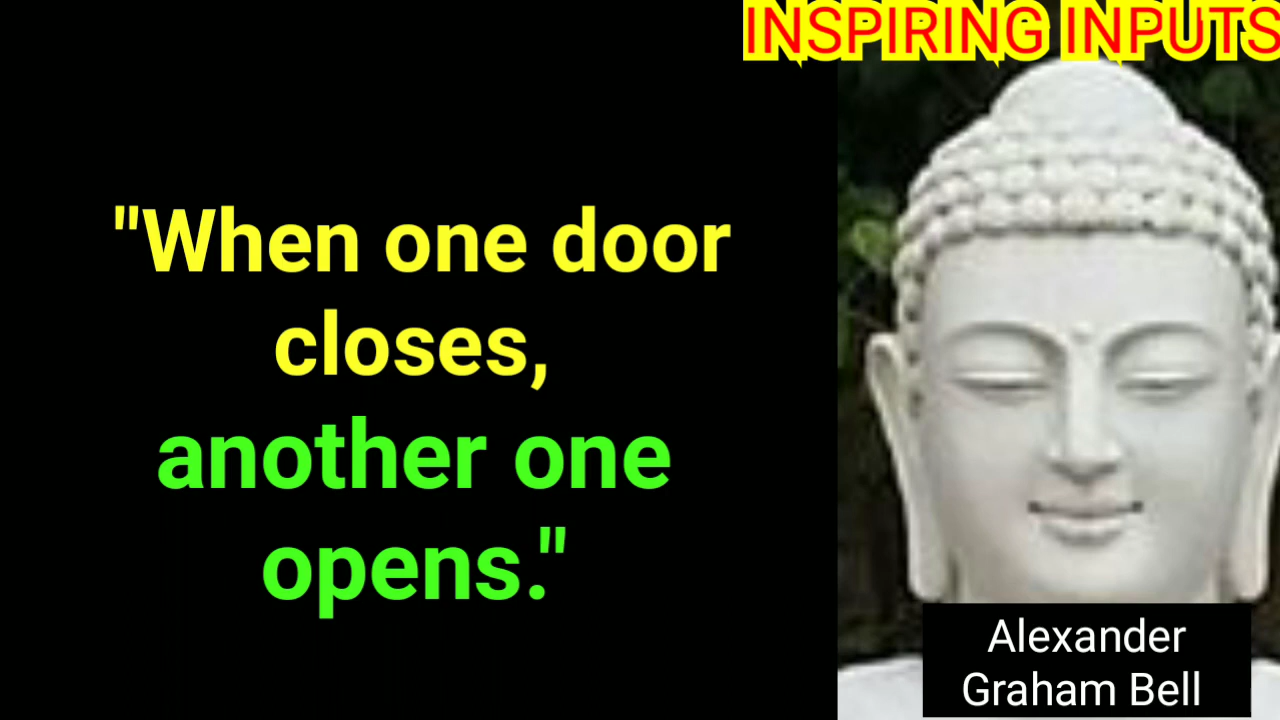 INSPIRING INPUTS
"When one door
closes,
another one
opens."
Alexander
Graham Bell